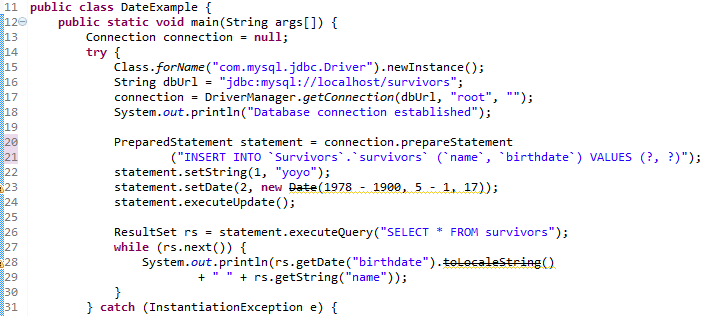 11 public class DateExample {
12 public static void main(String args[]) {
13 Connection connection = null;
14 try {
15 Class.forName("com.mysql.jdbc.Driver").newInstance();
16 String dbUrl = "jdbc:mysql://localhost/survivors";
17 connection = DriverManager.getConnection(dbUrl, "root", "");
18 System.out.println("Database connection established");
19
20 PreparedStatement statement = connection.prepareStatement
21 ("INSERT INTO `Survivors`.`survivors` (`name`, `birthdate`) VALUES (?, ?)");
22 statement.setString(1, "yoyo");
23 statement.setDate(2, new Date(1978 - 1900, 5 - 1, 17));
24 statement.executeUpdate();
25
26 ResultSet rs = statement.executeQuery("SELECT * FROM survivors");
27 while (rs.next()) {
28 System.out.println(rs.getDate("birthdate").toLocaleString()
29 + " " + rs.getString("name"));
30 }
31 } catch (InstantiationException e) {